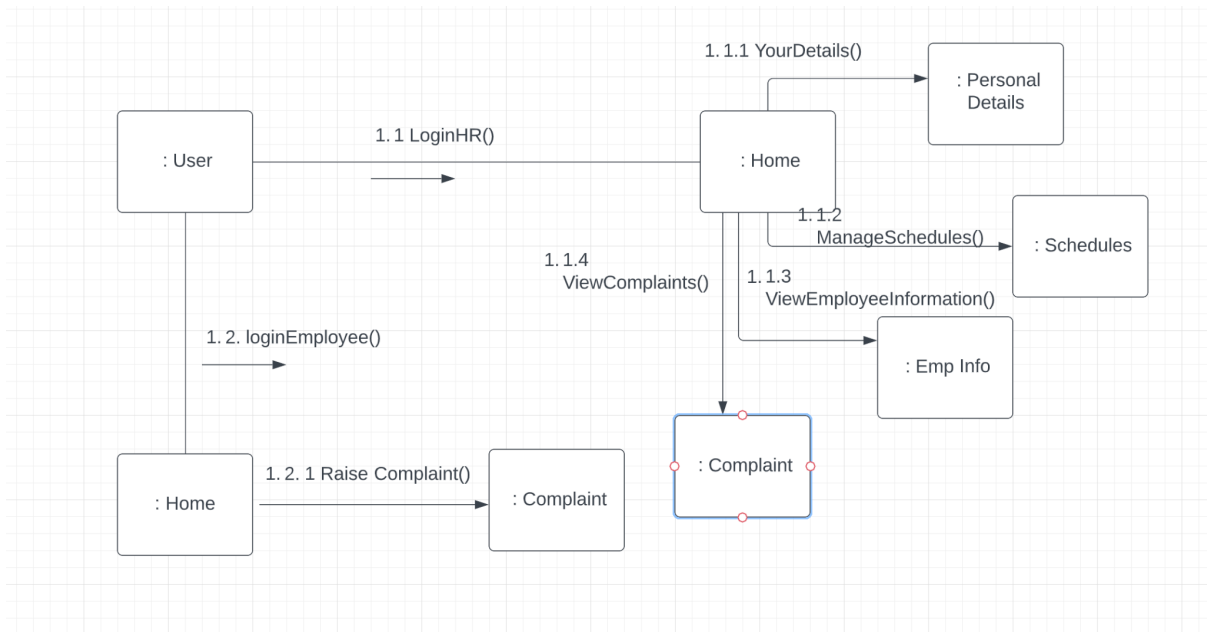 1. 1.1 YourDetails()
: Personal
Details
1. 1 LoginHR()
: User
: Home
1. 1.2
ManageSchedules()
: Schedules
1. 1.4
ViewComplaints()
1. 1.3
ViewEmployeeInformation()
1. 2. loginEmployee()
: Emp Info
: Complaint
1. 2. 1 Raise Complaint()
: Home
: Complaint